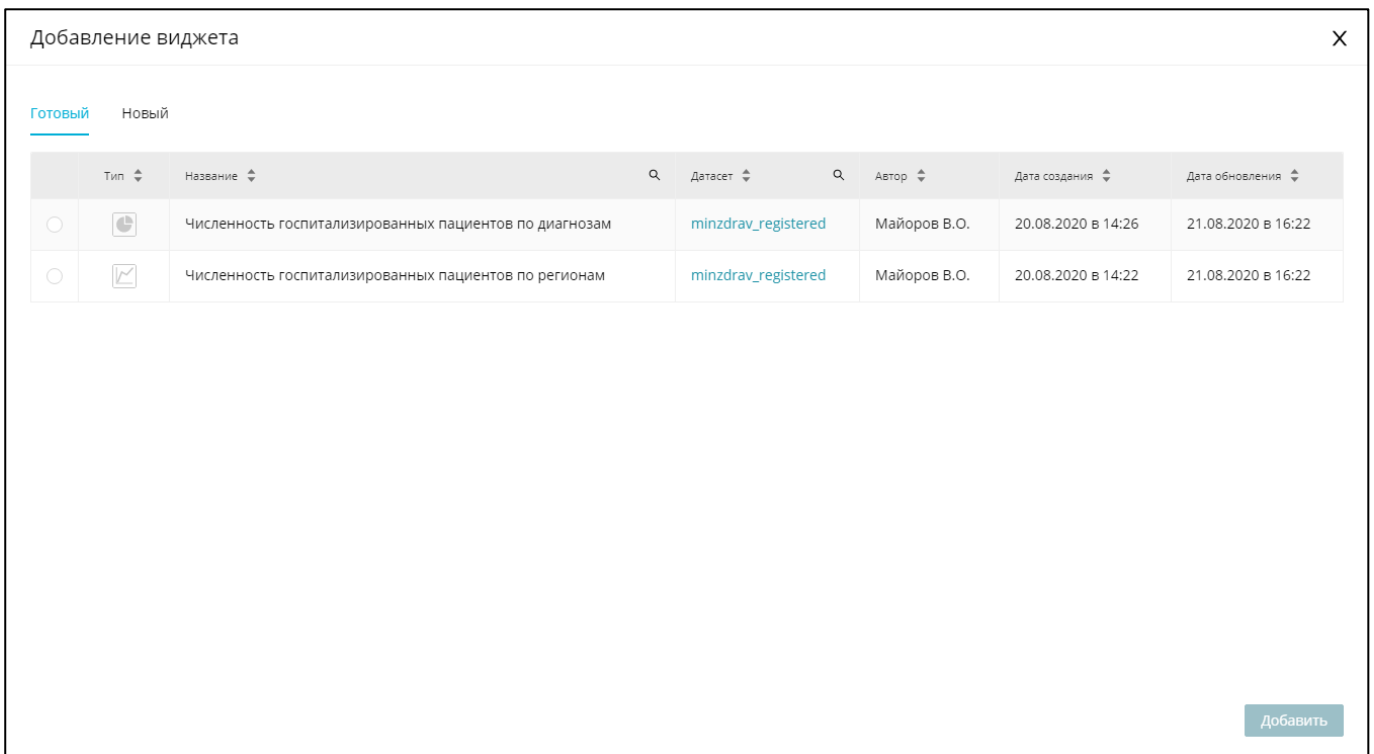 Добавление виджета X
Готовый Новый
Тип Название Датасет Автор Дата создания Дата обновления
Численность госпитализированных пациентов по диагнозам minzdrav_registered Майоров В.О. 20.08.2020 в 14:26 21.08.2020 в 16:22
Численность госпитализированных пациентов по регионам minzdrav_registered Майоров В.О. 20.08.2020 в 14:22 21.08.2020 в 16:22
Добавить